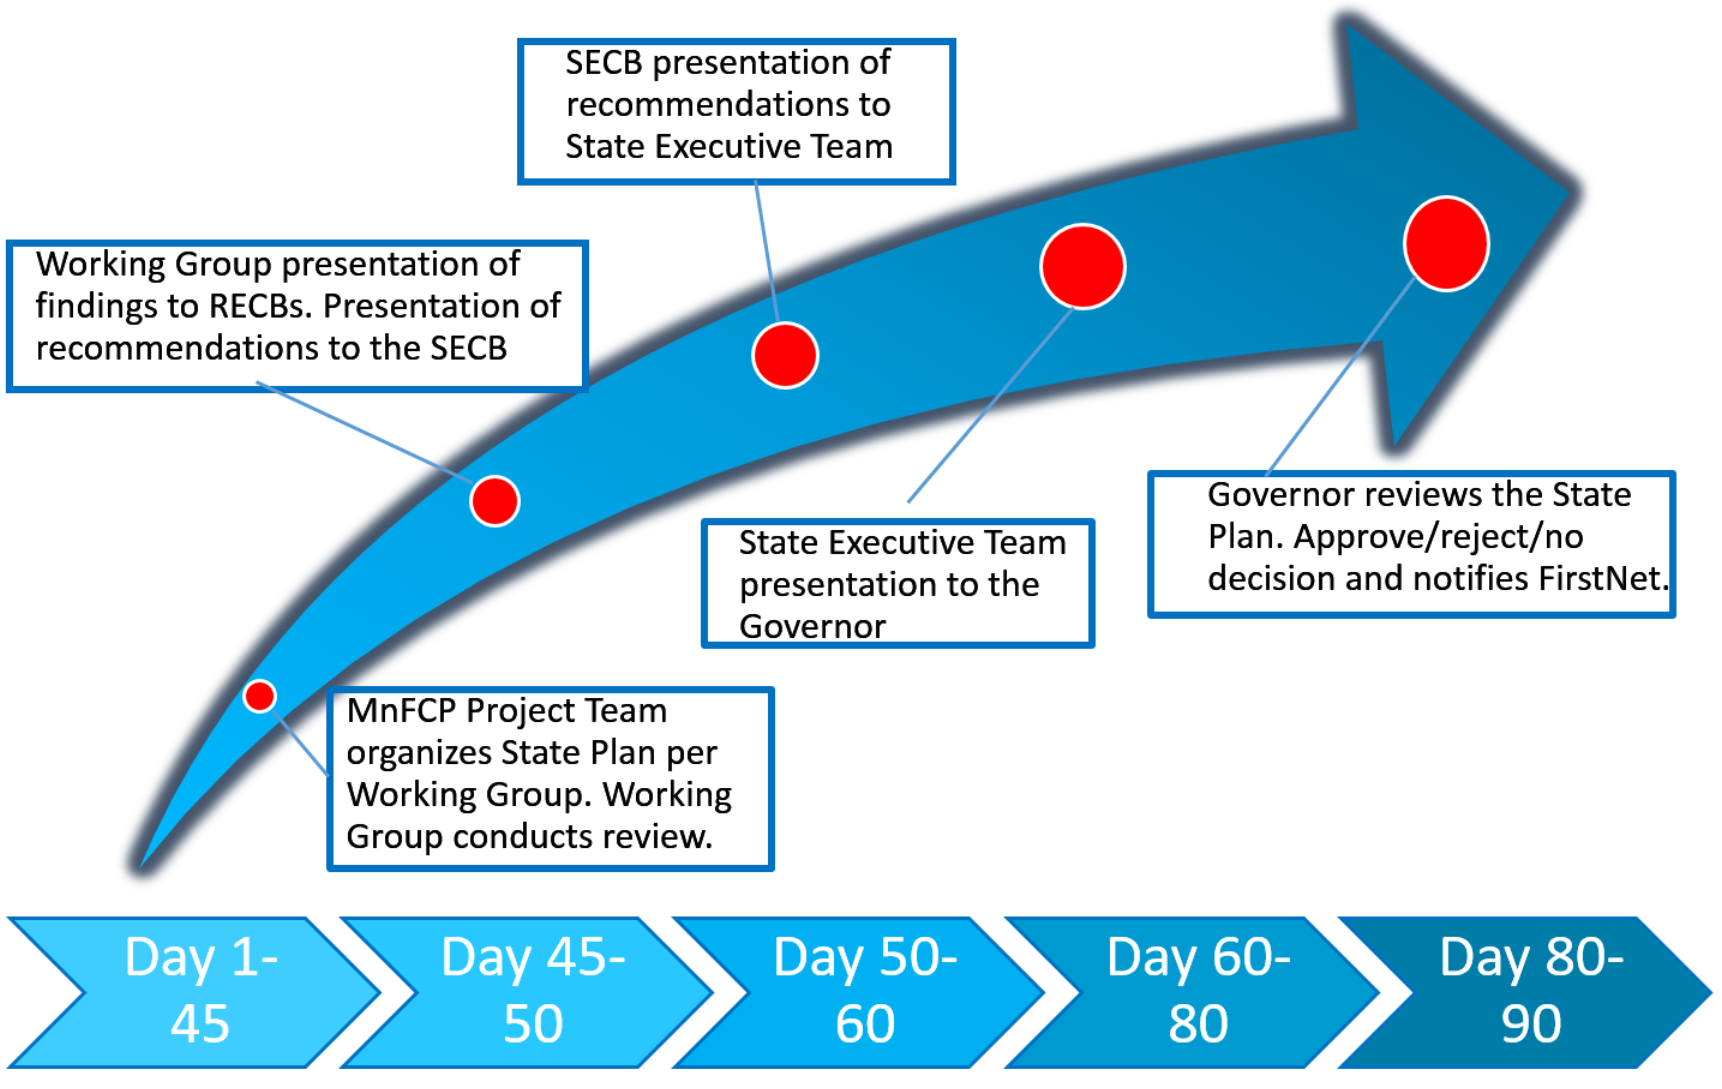 SECB presentation of
recommendations to
State Executive Team
Working Group presentation of
findings to RECBs. Presentation of
recommendations to the SECB
Governor reviews the State
Plan. Approve/reject/no
decision and notifies FirstNet.
State Executive Team
presentation to the
Governor
MnFCP Project Team
organizes State Plan per
Working Group. Working
Group conducts review.
Day 1-
45
Day 45-
50
Day 50-
60
Day 60-
80
Day 80-
90